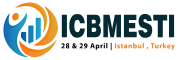 ICBMESTI
28 & 29 April | Istanbul , Turkey